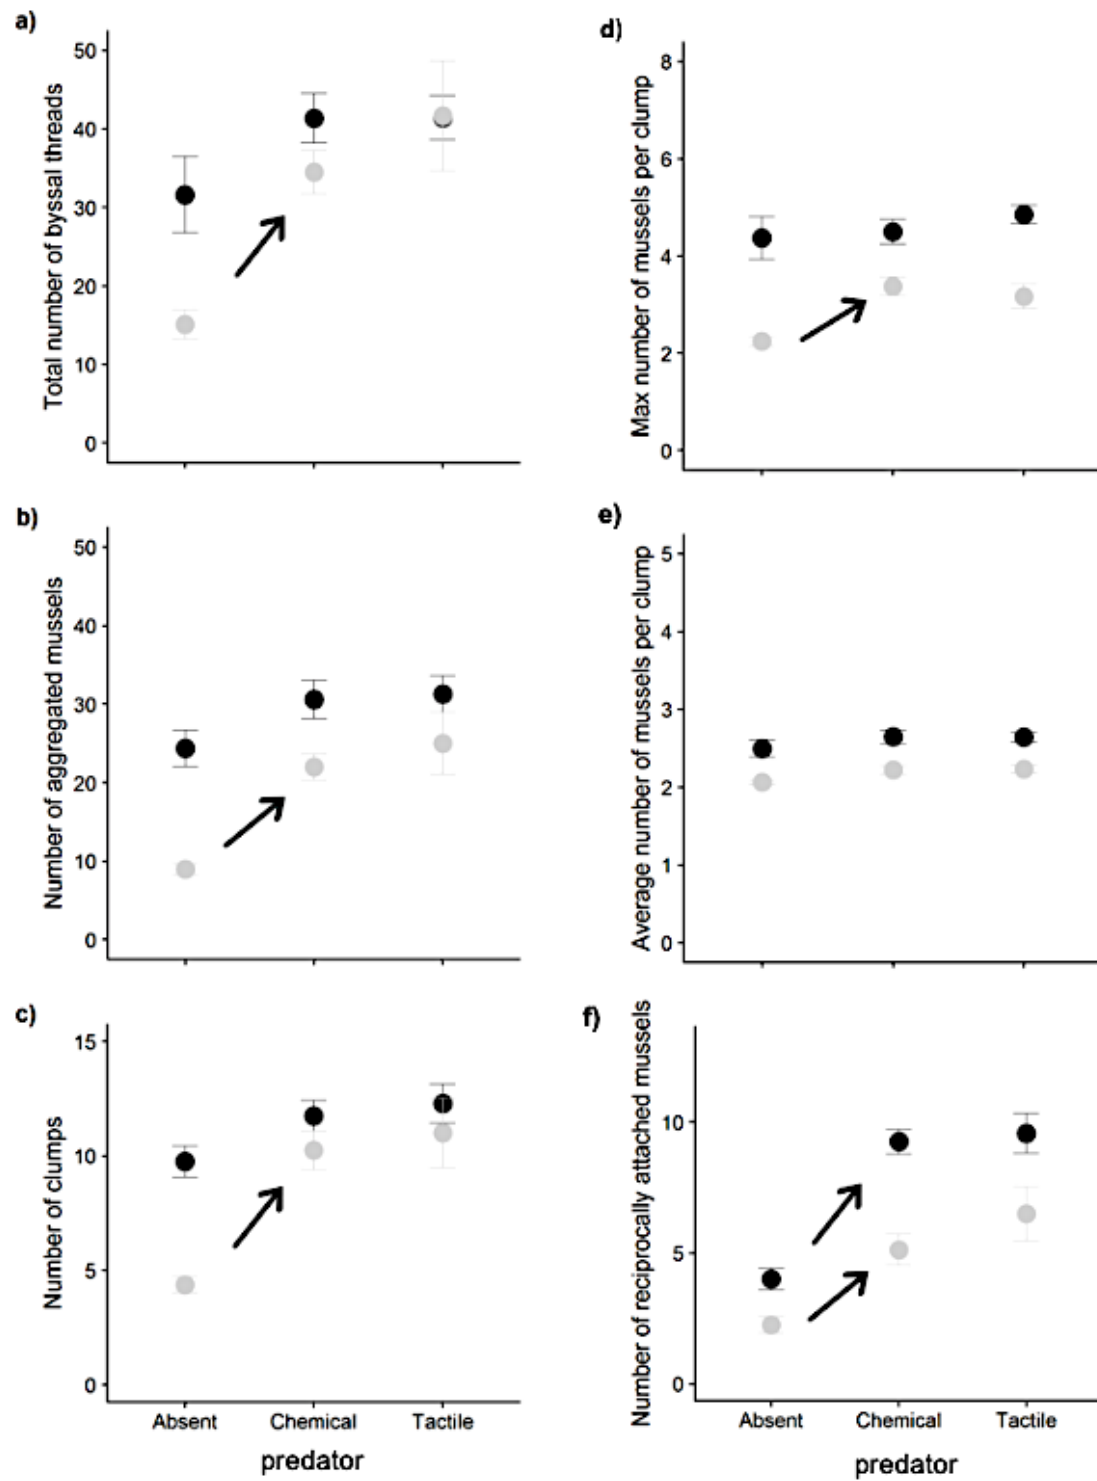 a)
50
40
30
20
10
0
Total number of byssal threads
b)
50
40
30
20
10
0
Number of aggregated mussels
c)
15
10
5
0
Number of clumps
Absent Chemical Tactile
predator
d)
8
6
4
2
0
Max number of mussels per clump
e)
5
4
3
2
1
0
Average number of mussels per clump
f)
10
5
0
Number of reciprocally attached mussels
Absent Chemical Tactile
predator